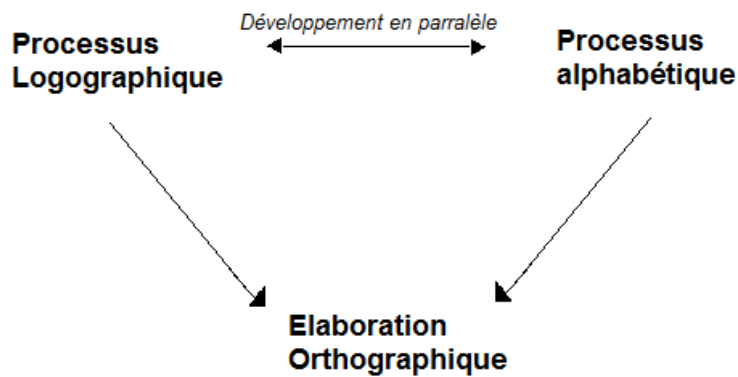 Développement en parralèle
Processus
Logographique
Processus
alphabétique
Elaboration
Orthographique